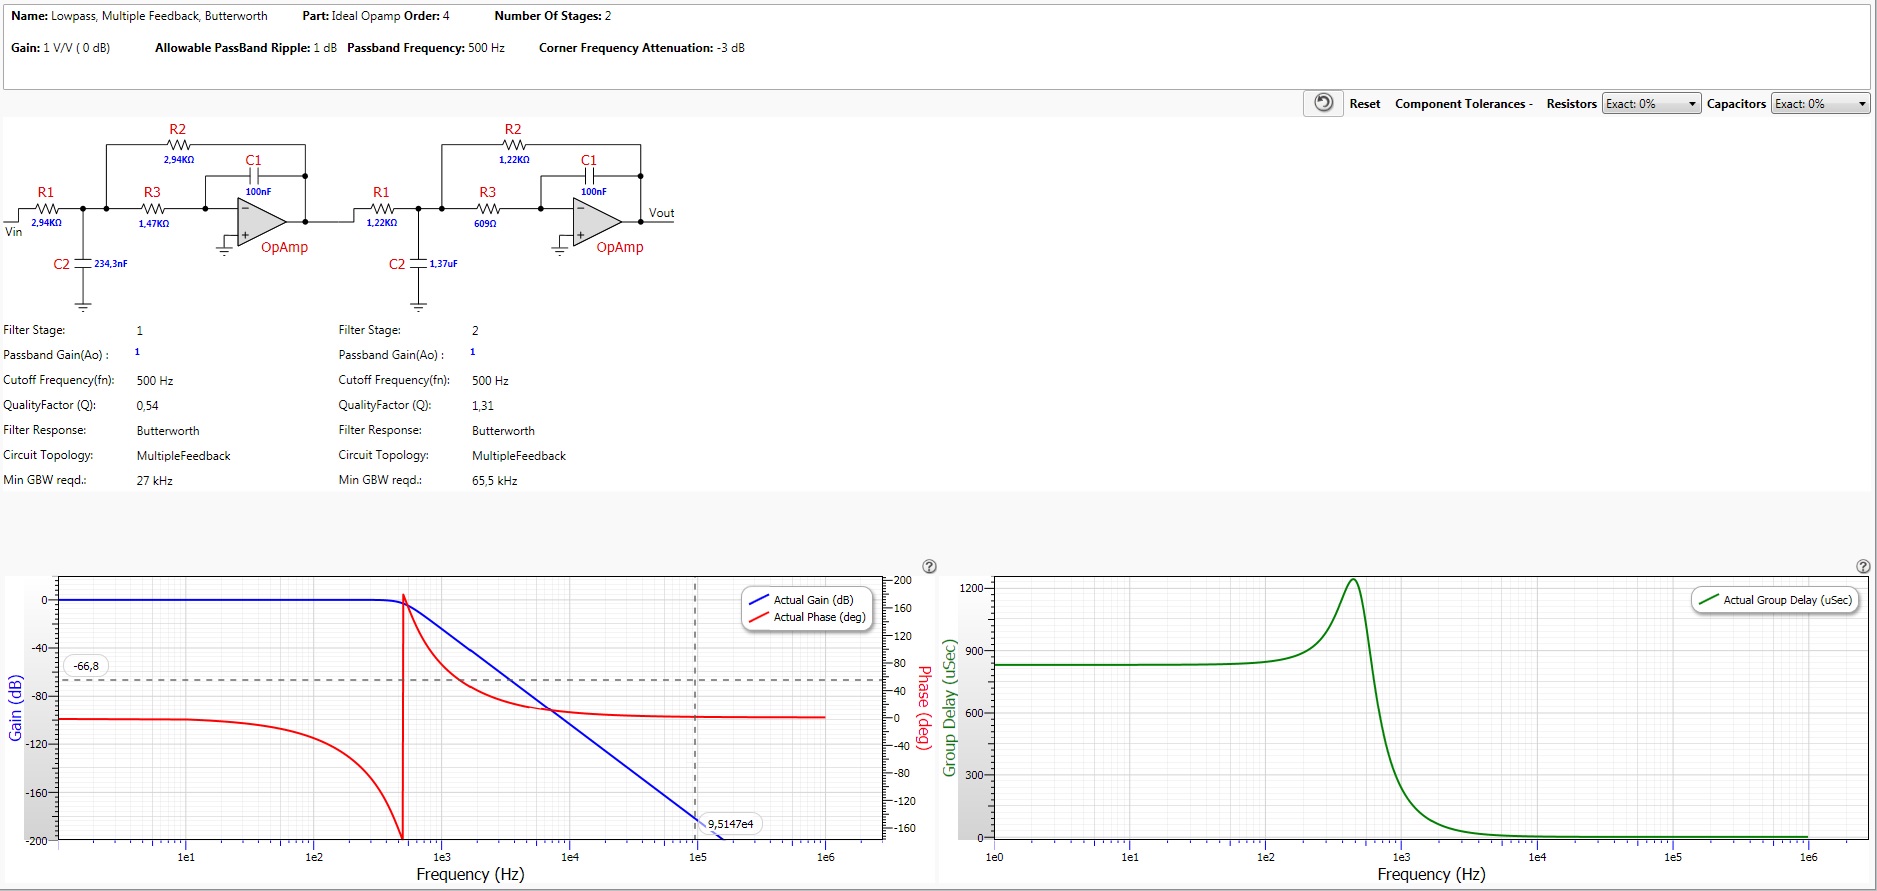 Name: Lowpass, Multiple Feedback, Butterworth Part: Ideal Opamp Order: 4 Number Of Stages: 2
Gain: 1 V/V ( 0 dB) Allowable PassBand Ripple: 1 dB Passband Frequency: 500 Hz Corner Frequency Attenuation: -3 dB
Reset Component Tolerances - Resistors Exact: 0% Capacitors Exact: 0%
R2 R2
2,94KΩ C1 1,22KΩ C1
R1 R3 100nF R1 R3 100nF
2,94KΩ 1,47KΩ 1,22KΩ 609Ω
Vin − + OpAmp − + OpAmp Vout
C2 234,3nF C2 1,37uF
Filter Stage: 1 Filter Stage: 2
Passband Gain(Ao) : 1 Passband Gain(Ao) : 1
Cutoff Frequency(fn): 500 Hz Cutoff Frequency(fn): 500 Hz
QualityFactor (Q): 0,54 QualityFactor (Q): 1,31
Filter Response: Butterworth Filter Response: Butterworth
Circuit Topology: MultipleFeedback Circuit Topology: MultipleFeedback
Min GBW reqd.: 27 kHz Min GBW reqd.: 65,5 kHz
?
Gain (dB)
0
-40
-80
-120
-160
-200
-66,8
Actual Gain (dB)
Actual Phase (deg)
9,5147e4
200
160
120
80
40
0
-40
-80
-120
-160
Phase (deg)
1e1 1e2 1e3 1e4 1e5 1e6
Frequency (Hz)
?
Group Delay (uSec)
1200
900
600
300
0
Actual Group Delay (uSec)
1e0 1e1 1e2 1e3 1e4 1e5 1e6
Frequency (Hz)